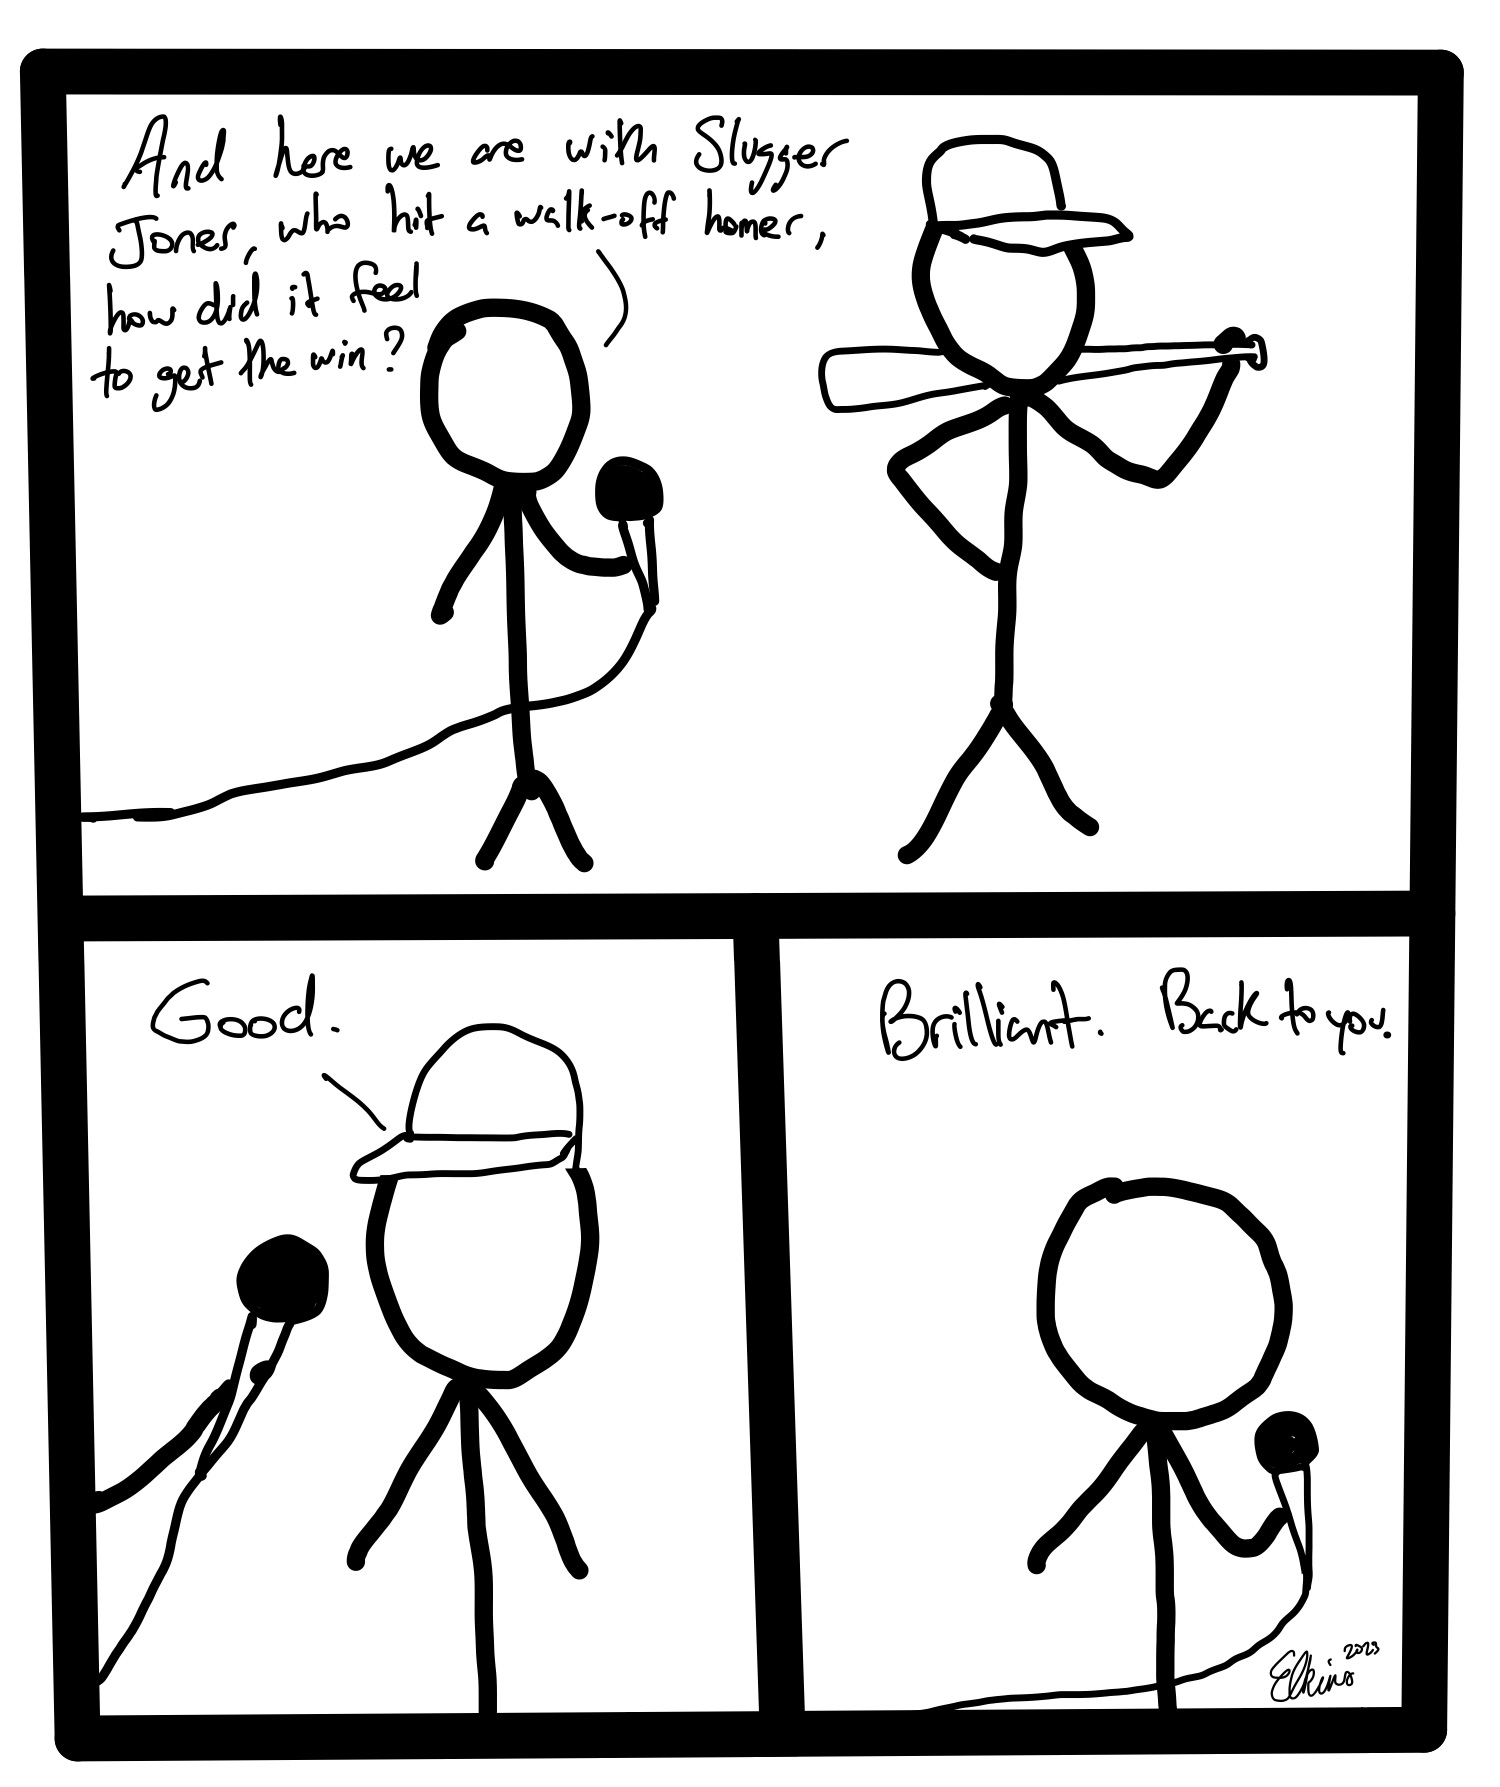 And here we are with Slugger
Jones, who hit a walk-off homer,
how did it feel
to get the win?
Good.
Brilliant. Back to you.
Elkins 2023